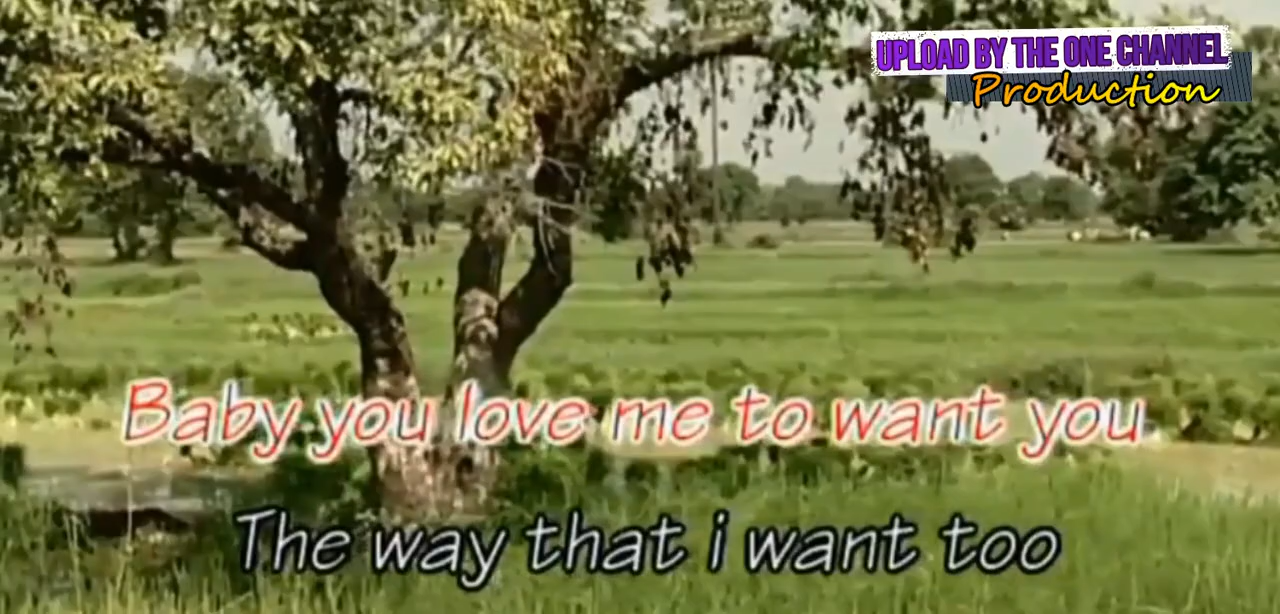 UPLOAD BY THE ONE CHANNEL
Production
Baby you love me to want you
The way that i want too